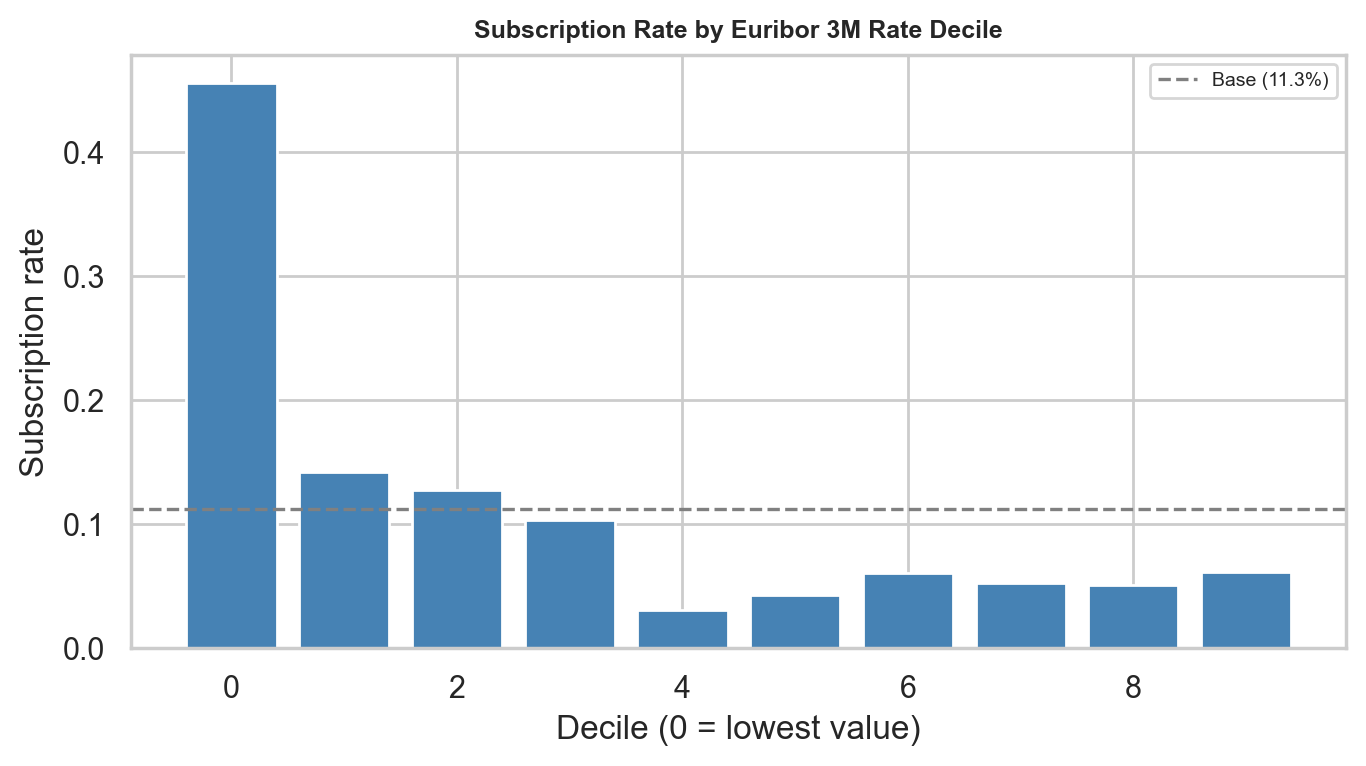 Subscription Rate by Euribor 3M Rate Decile
Base (11.3%)
Subscription rate
0.4
0.3
0.2
0.1
0.0
0 2 4 6 8
Decile (0 = lowest value)